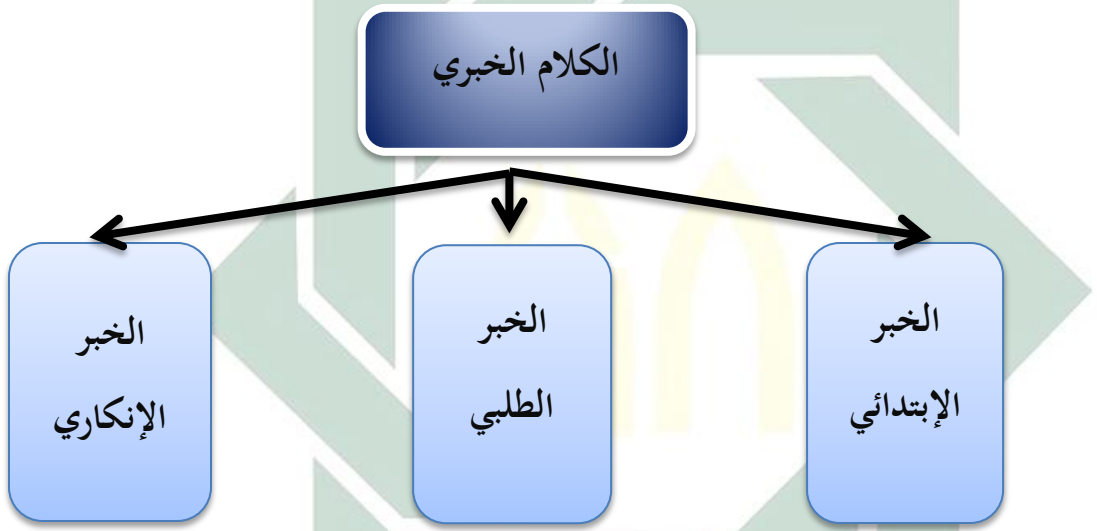 الكلام الخبري
الخبر
الإبتدائي
الخبر
الطلبي
الخبر
الإنكاري